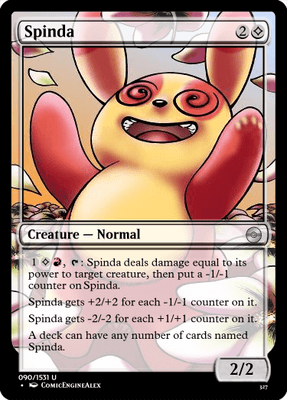 Spinda 2
Creature — Normal
1 , : Spinda deals damage equal to its
power to target creature, then put a -1/-1
counter on Spinda.
Spinda gets +2/+2 for each -1/-1 counter on it.
Spinda gets -2/-2 for each +1/+1 counter on it.
A deck can have any number of cards named
Spinda.
2/2
090/1531 U
• ComicEngineAlex